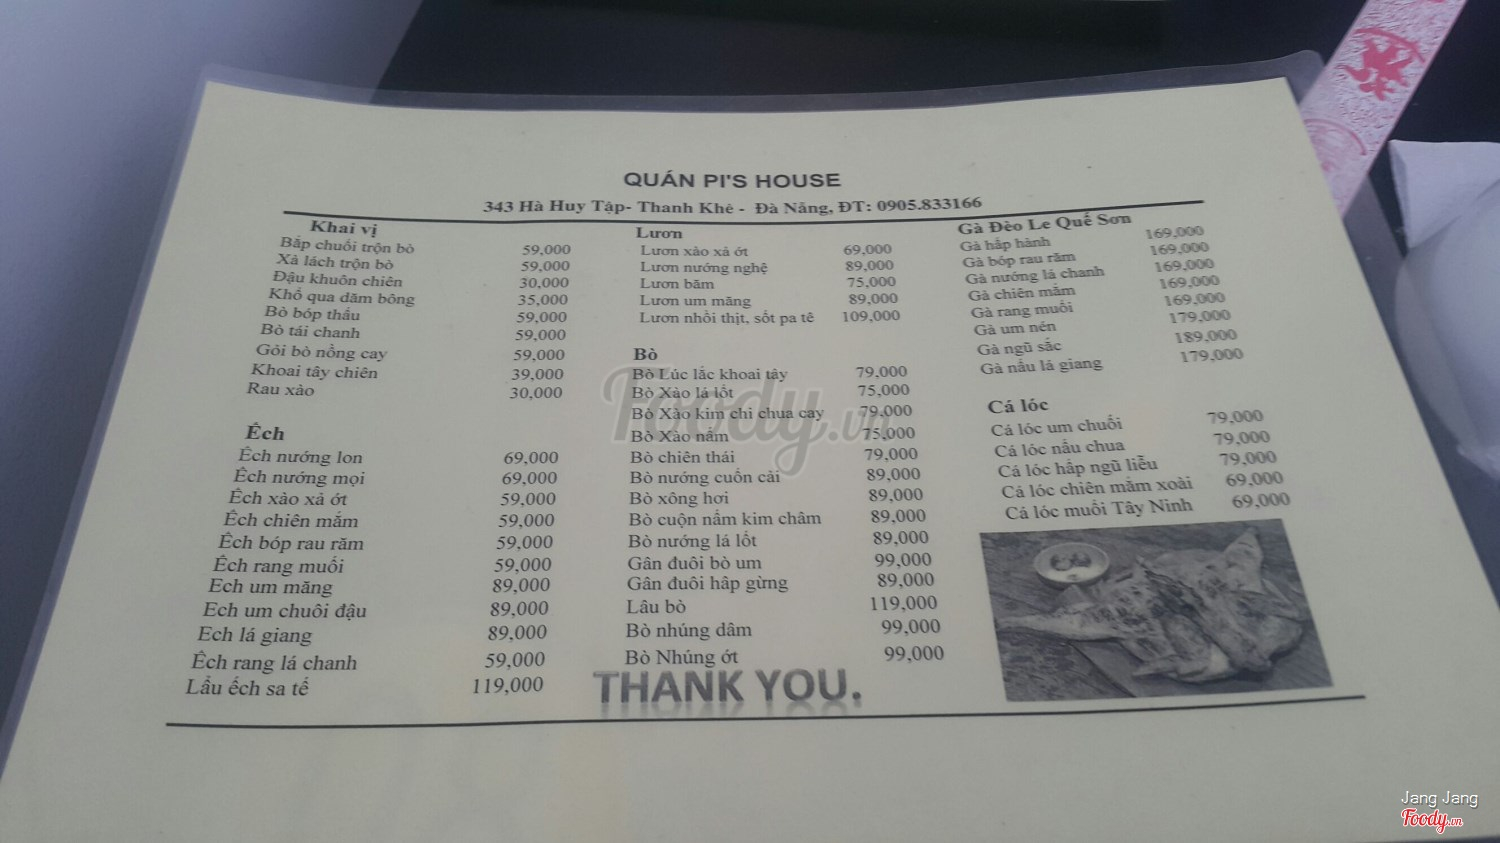 QUÁN PI'S HOUSE
343 Hà Huy Tập- Thanh Khê - Đà Nẵng, ĐT: 0905.833166
Khai vị
Bắp chuối trộn bò 59,000
Xà lách trộn bò 59,000
Đậu khuôn chiên 30,000
Khổ qua dăm bông 35,000
Bò bóp thấu 59,000
Bò tái chanh 59,000
Gỏi bò nồng cay 59,000
Khoai tây chiên 39,000
Rau xào 30,000
Ếch
Ếch nướng lon 69,000
Ếch nướng mọi 69,000
Ếch xào xả ớt 59,000
Ếch chiên mắm 59,000
Ếch bóp rau răm 59,000
Ếch rang muối 59,000
Ếch um măng 89,000
Ếch um chuối đậu 89,000
Ếch lá giang 89,000
Ếch rang lá chanh 59,000
Lẩu ếch sa tế 119,000
Lươn
Lươn xào xả ớt 69,000
Lươn nướng nghệ 89,000
Lươn băm 75,000
Lươn um măng 89,000
Lươn nhồi thịt, sốt pa tê 109,000
Bò
Bò Lúc lắc khoai tây 79,000
Bò Xào lá lốt 75,000
Bò Xào kim chi chua cay 79,000
Bò Xào nấm 75,000
Bò chiên thái 79,000
Bò nướng cuốn cải 89,000
Bò xông hơi 89,000
Bò cuộn nấm kim châm 89,000
Bò nướng lá lốt 89,000
Gân đuôi bò um 99,000
Gân đuôi hấp gừng 89,000
Lẩu bò 119,000
Bò nhúng dấm 99,000
Bò Nhúng ớt 99,000
Gà Đèo Le Quế Sơn
Gà hấp hành 169,000
Gà bóp rau răm 169,000
Gà nướng lá chanh 169,000
Gà chiên mắm 169,000
Gà rang muối 169,000
Gà um nén 179,000
Gà ngũ sắc 189,000
Gà nấu lá giang 179,000
Cá lóc
Cá lóc um chuối 79,000
Cá lóc nấu chua 79,000
Cá lóc hấp ngũ liễu 79,000
Cá lóc chiên mắm xoài 69,000
Cá lóc muối Tây Ninh 69,000
THANK YOU.
Foody.vn
Jang Jang
Foody.vn